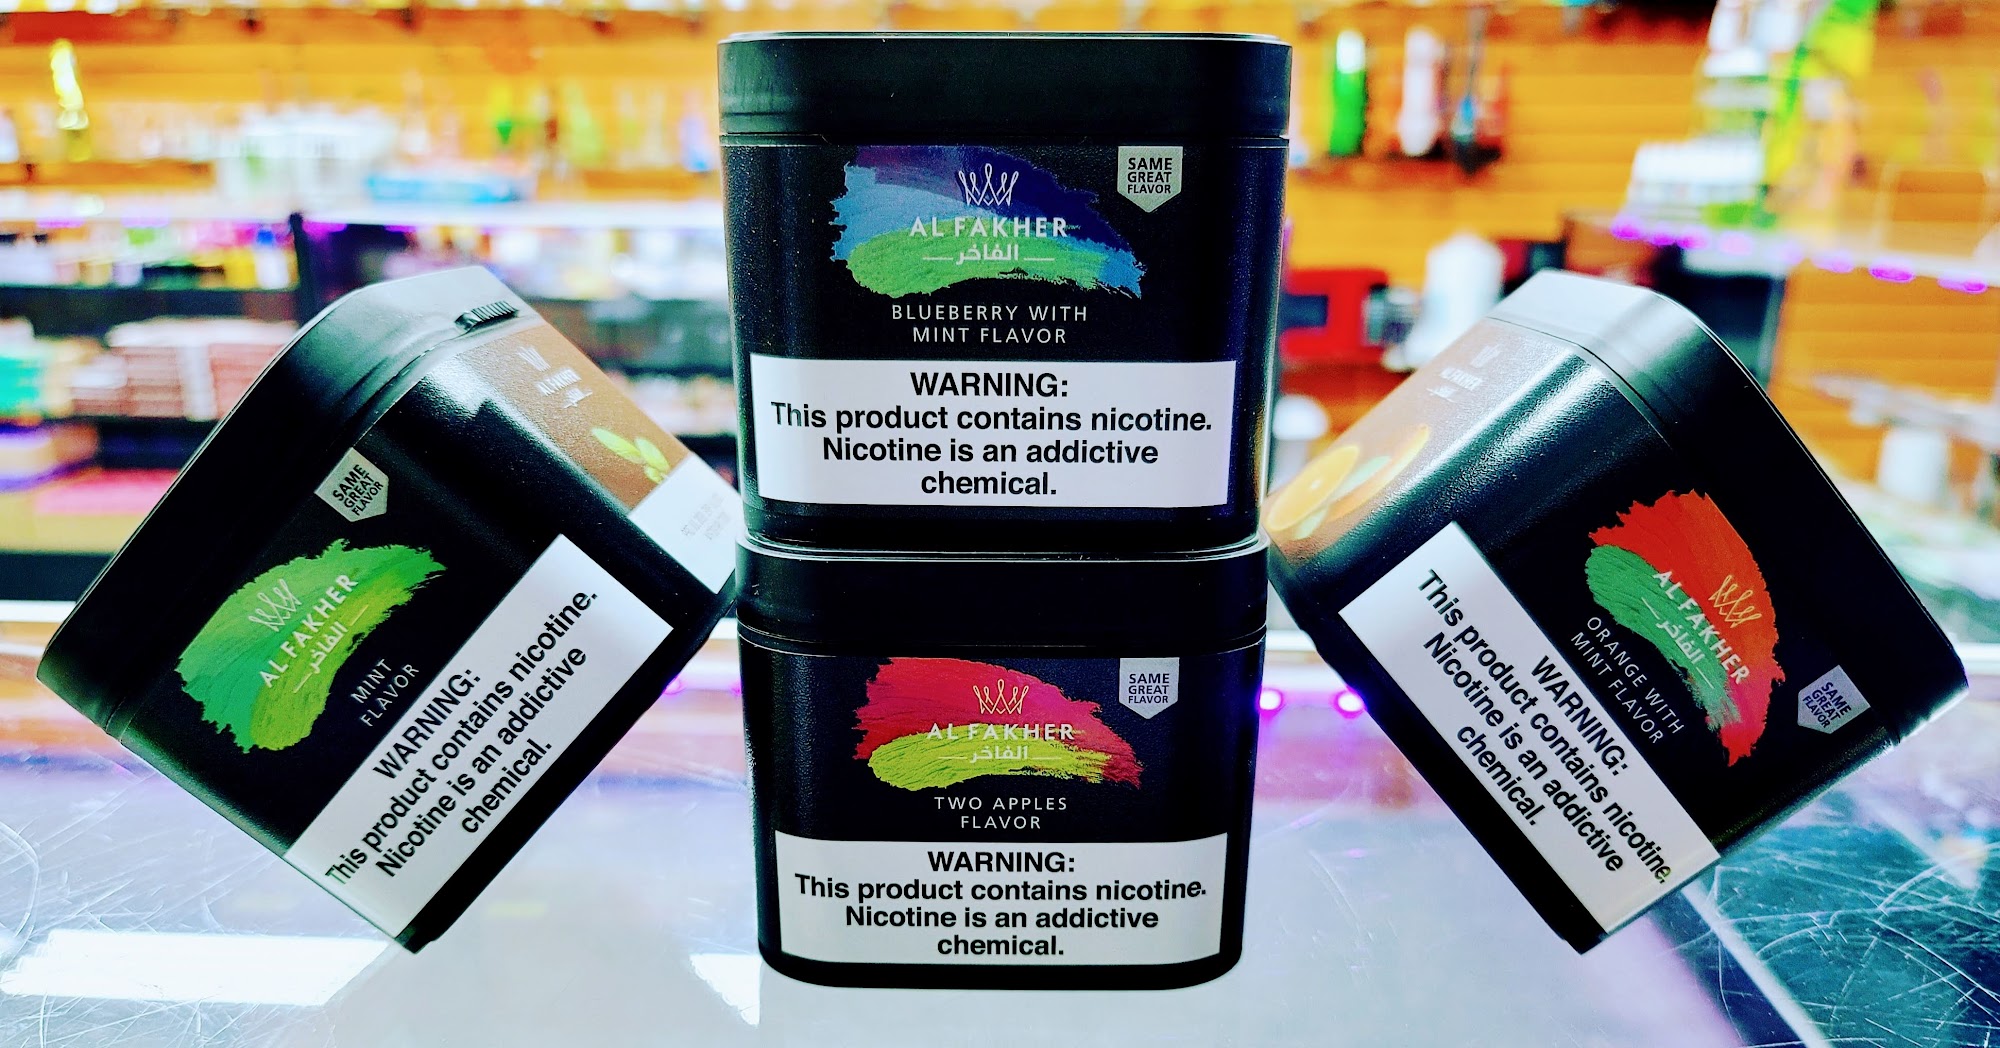 SAME
GREAT
FLAVOR
AL FAKHER
الفاخر
BLUEBERRY WITH
MINT FLAVOR
WARNING:
This product contains nicotine.
Nicotine is an addictive
chemical.
AL FAKHER
SAME
GREAT
FLAVOR
AL FAKHER
الفاخر
MINT
FLAVOR
WARNING:
This product contains nicotine.
Nicotine is an addictive
chemical.
SAME
GREAT
FLAVOR
AL FAKHER
الفاخر
TWO APPLES
FLAVOR
WARNING:
This product contains nicotine.
Nicotine is an addictive
chemical.
AL FAKHER
AL FAKHER
الفاخر
ORANGE WITH
MINT FLAVOR
SAME
GREAT
FLAVOR
WARNING:
This product contains nicotine.
Nicotine is an addictive
chemical.